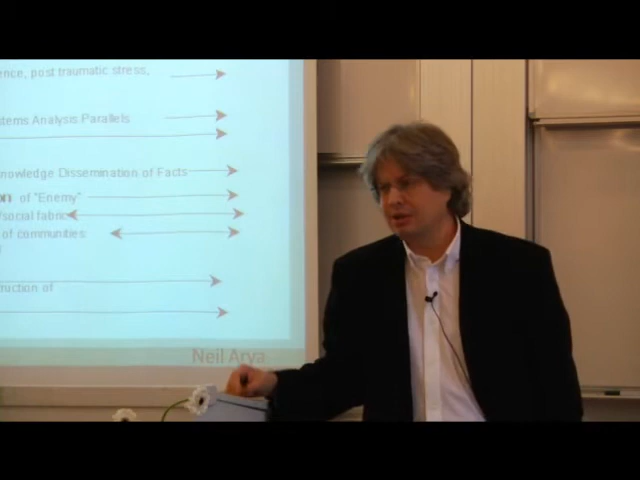 ence, post traumatic stress,
stems Analysis Parallels
nowledge Dissemination of Facts
on of "Enemy"
/social fabric
of communities:
ruction of
Neil Arya